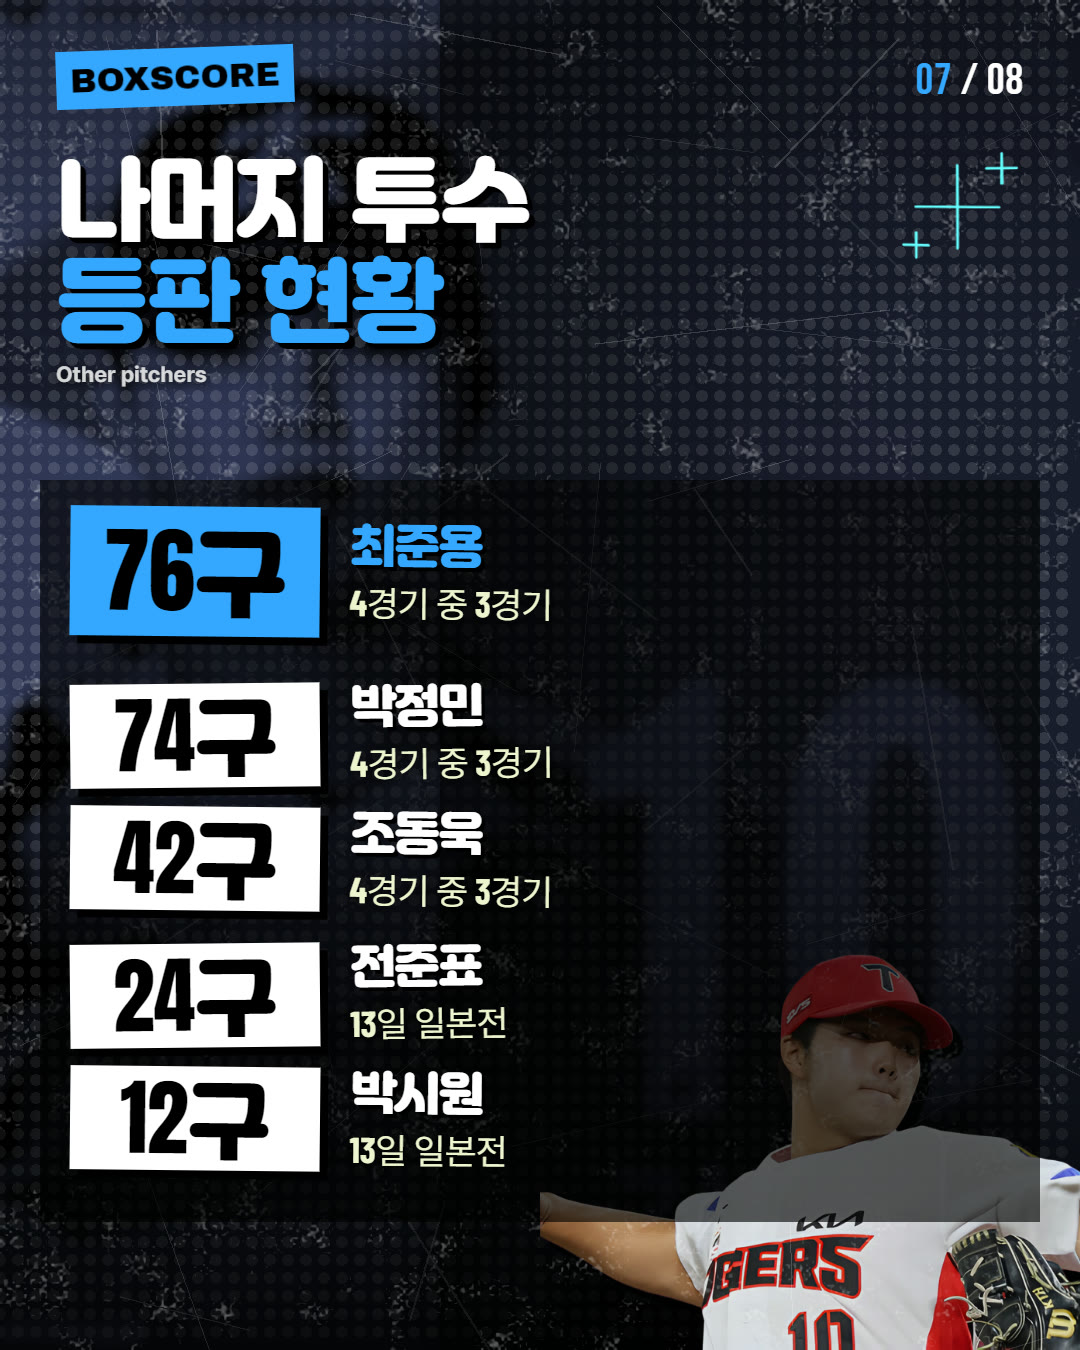 BOXSCORE
07 / 08
나머지 투수
등판 현황
Other pitchers
76구
최준용
4경기 중 3경기
74구
박정민
4경기 중 3경기
42구
조동욱
4경기 중 3경기
24구
전준표
13일 일본전
12구
박시원
13일 일본전
10
T
KIA
OGERS
10